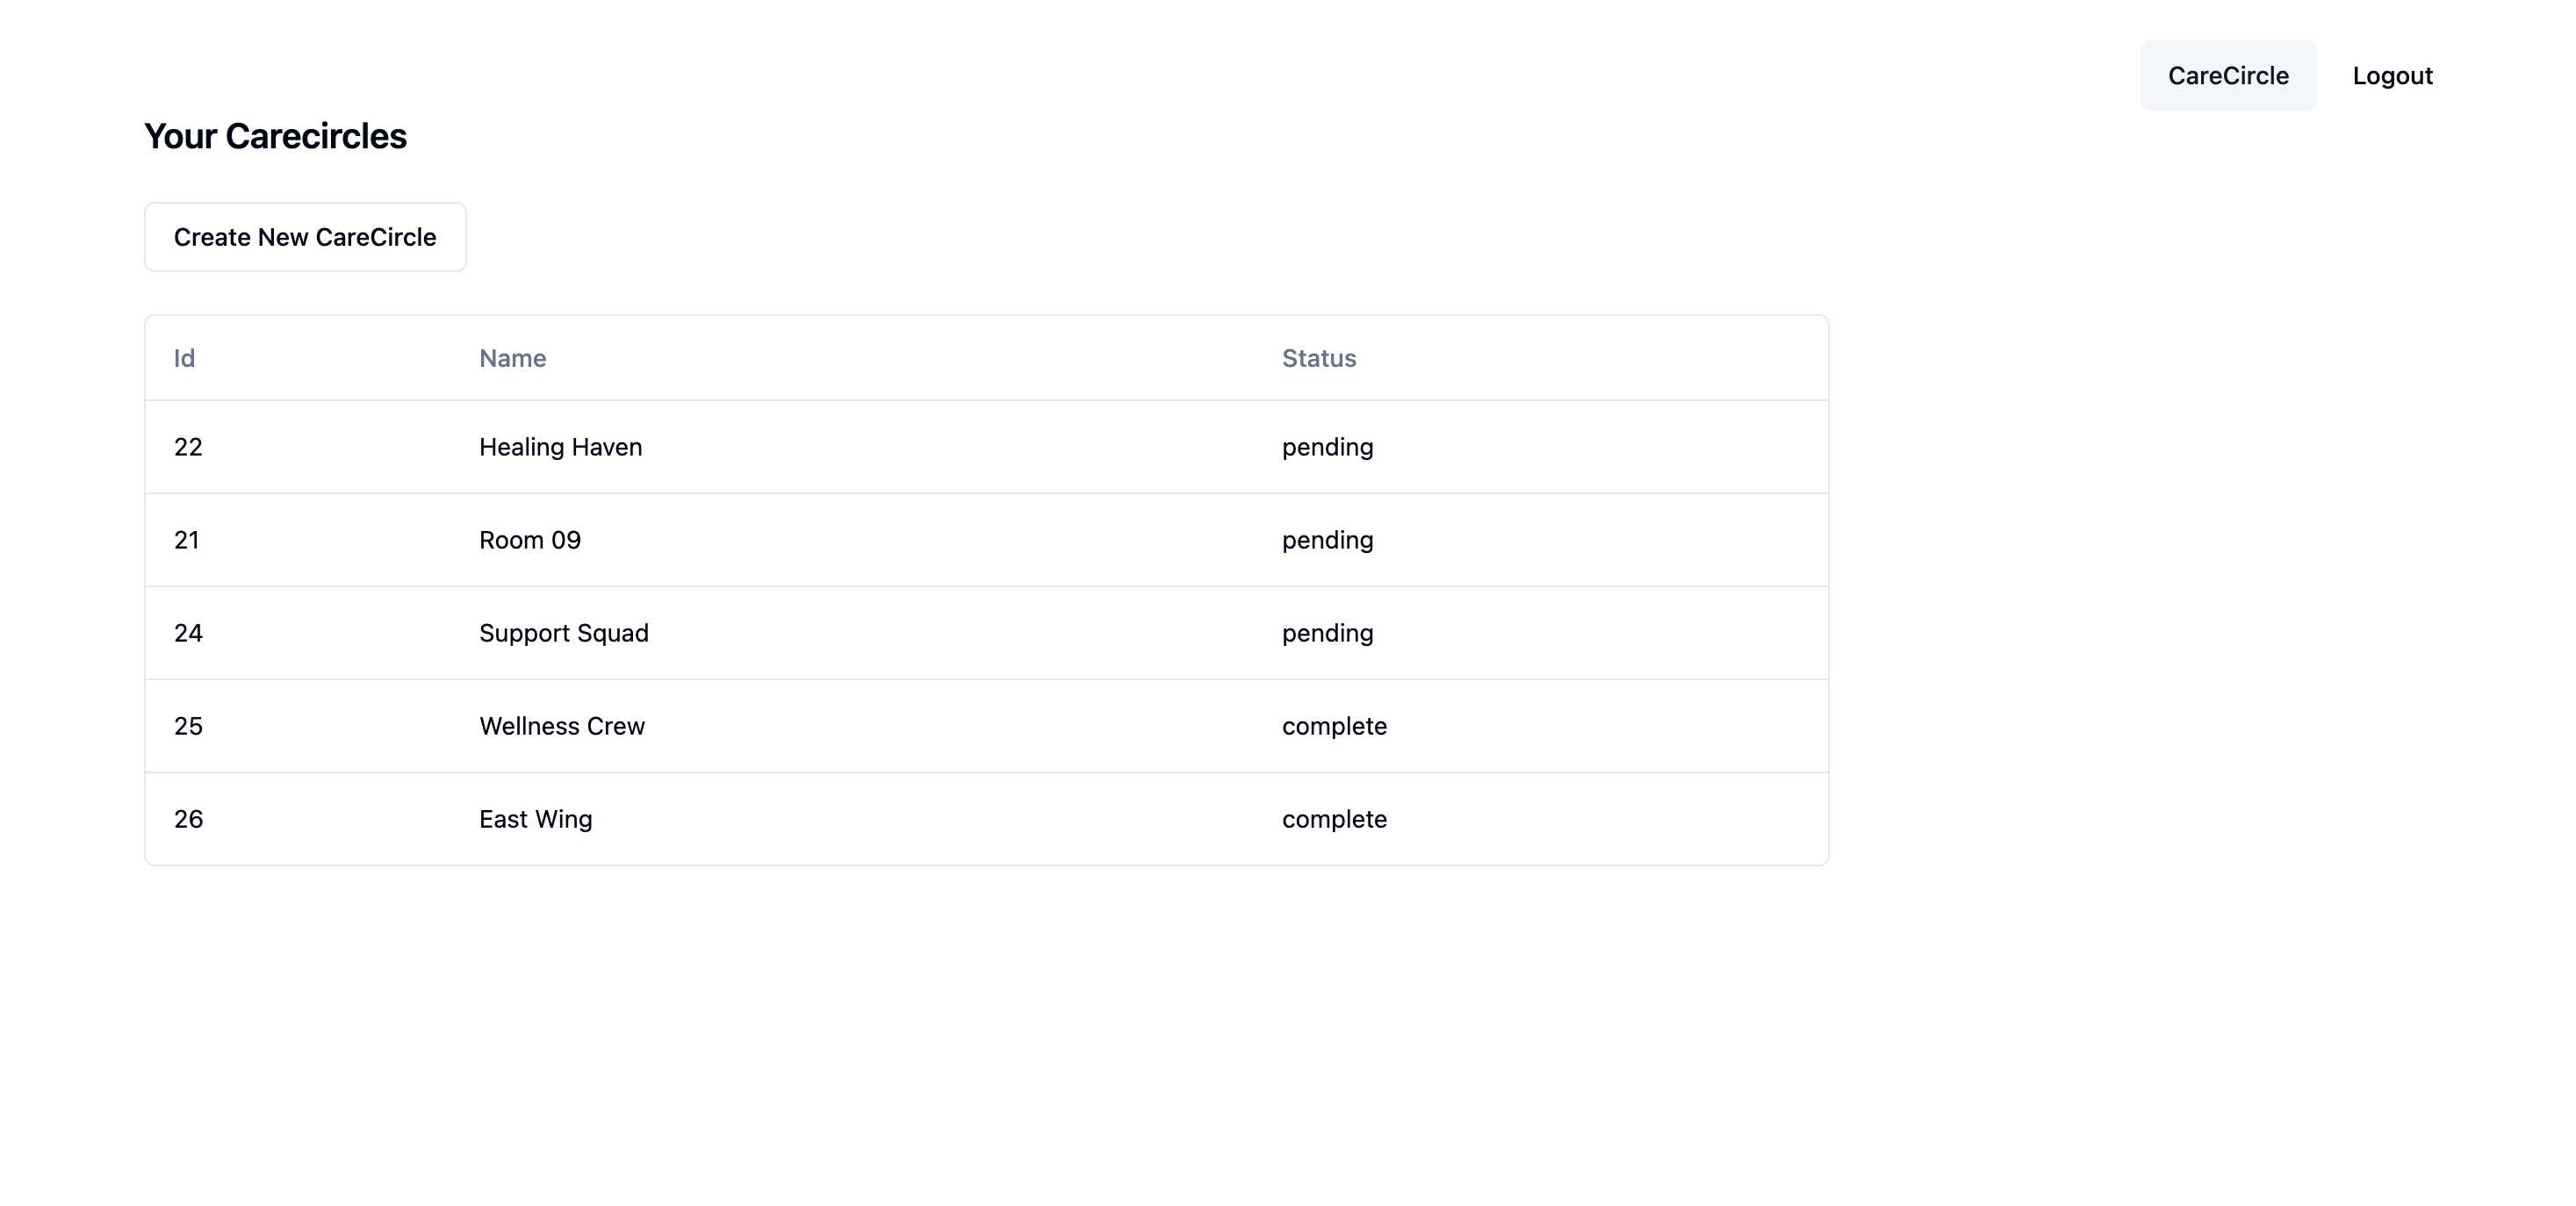 CareCircle Logout
Your Carecircles
Create New CareCircle
Id Name Status
22 Healing Haven pending
21 Room 09 pending
24 Support Squad pending
25 Wellness Crew complete
26 East Wing complete